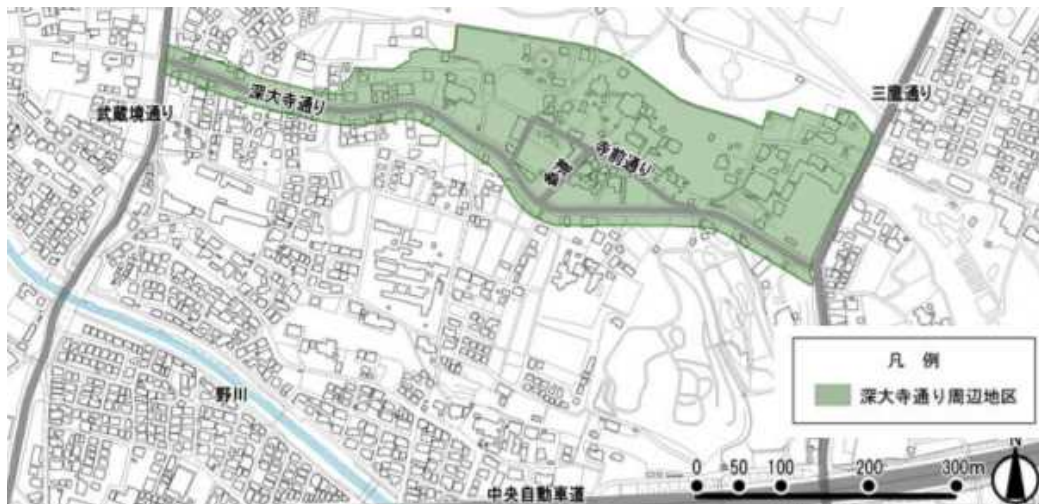 三鷹通り
深大寺通り
武蔵境通り
寺前通り
参道
凡 例
深大寺通り周辺地区
野川
N
0 50 100 200 300m
中央自動車道